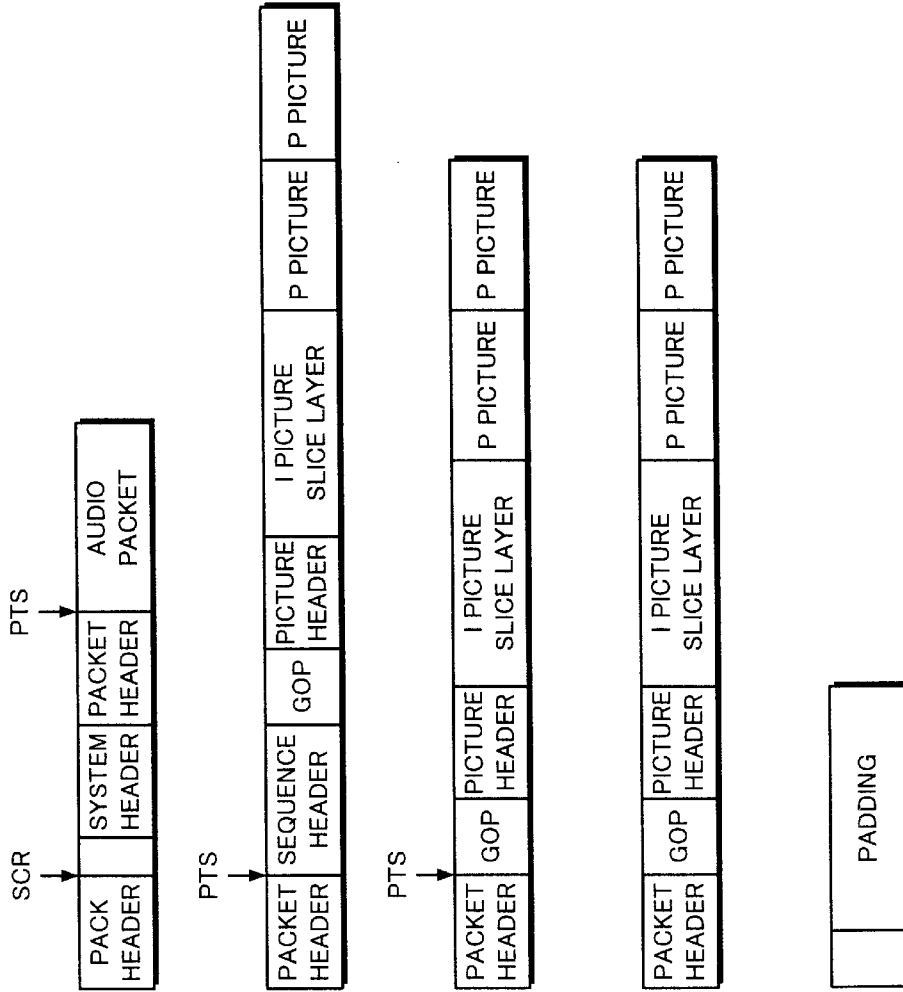 SCR
PTS
PACK
HEADER
SYSTEM
HEADER
PACKET
HEADER
AUDIO
PACKET
PTS
PACKET
HEADER
SEQUENCE
HEADER
GOP
PICTURE
HEADER
I PICTURE
SLICE LAYER
P PICTURE
P PICTURE
PTS
PACKET
HEADER
GOP
PICTURE
HEADER
I PICTURE
SLICE LAYER
P PICTURE
P PICTURE
PACKET
HEADER
GOP
PICTURE
HEADER
I PICTURE
SLICE LAYER
P PICTURE
P PICTURE
PADDING